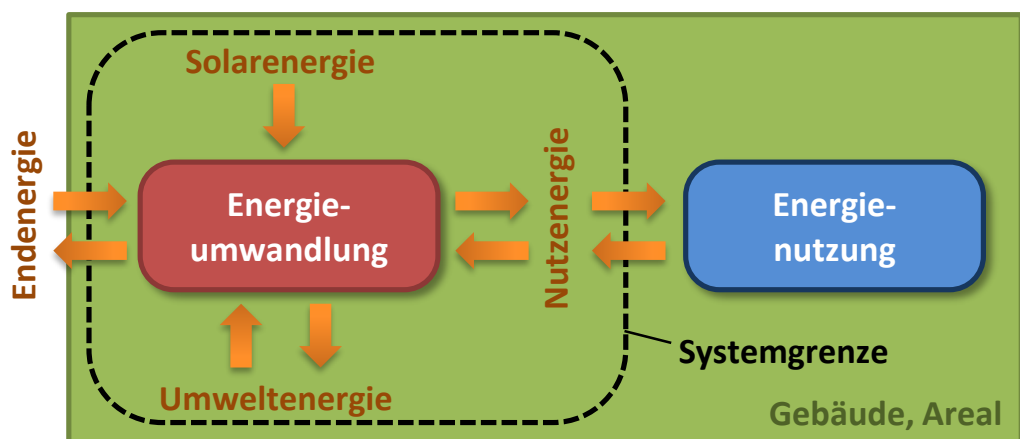 Solarenergie
Endenergie
Energie-
umwandlung
Nutzenergie
Energie-
nutzung
Systemgrenze
Umweltenergie
Gebäude, Areal